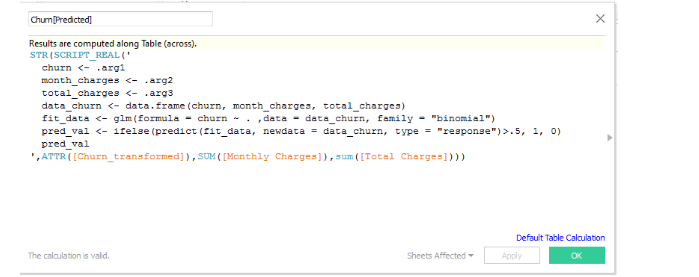 Churn[Predicted]
Results are computed along Table (across).
STR(SCRIPT_REAL('
churn <- .arg1
month_charges <- .arg2
total_charges <- .arg3
data_churn <- data.frame(churn, month_charges, total_charges)
fit_data <- glm(formula = churn ~ . ,data = data_churn, family = "binomial")
pred_val <- ifelse(predict(fit_data, newdata = data_churn, type = "response")>.5, 1, 0)
pred_val
',ATTR([Churn_transformed]),SUM([Monthly Charges]),sum([Total Charges])))
Default Table Calculation
The calculation is valid.
Sheets Affected
Apply
OK